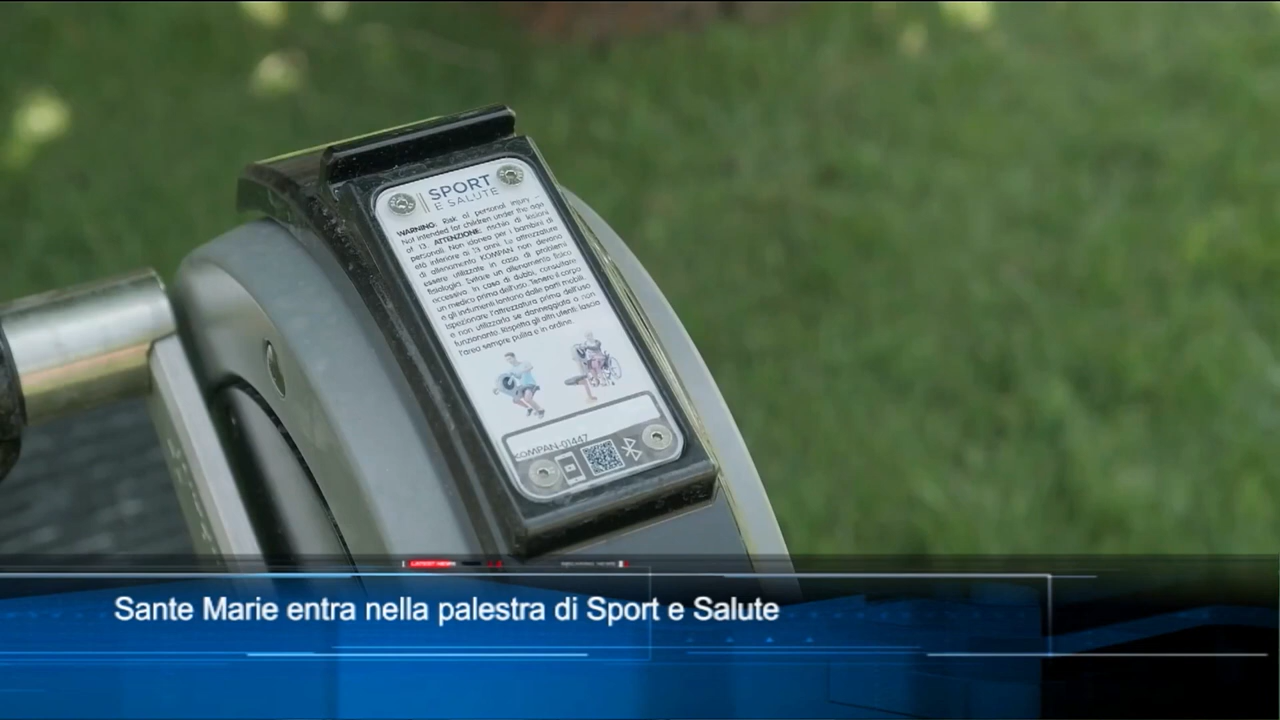 SPORT
E SALUTE
WARNING: Risk of personal injury –
Not intended for children under the age
of 13. ATTENZIONE: rischio di lesioni
personali. Non idoneo per i bambini di
età inferiore ai 13 anni. Le attrezzature
di allenamento KOMPAN non devono
essere utilizzate in caso di problemi
fisiologia. Evitare un allenamento fisico
eccessivo. In caso di dubbi, consultare
un medico prima dell'uso. Tenere il corpo
e gli indumenti lontano dalle parti mobili.
Ispezionare l'attrezzatura prima dell'uso
e non utilizzarla se danneggiata o non
funzionante. Rispetta gli altri utenti: lascia
l'area sempre pulita e in ordine.
KOMPAN-01447
LATEST NEWS
Sante Marie entra nella palestra di Sport e Salute